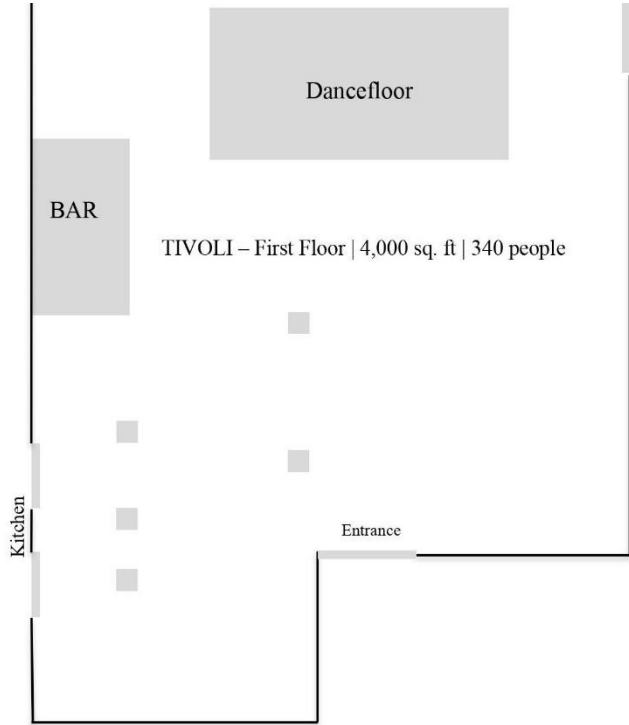 Dancefloor
BAR
TIVOLI – First Floor | 4,000 sq. ft | 340 people
Kitchen
Entrance